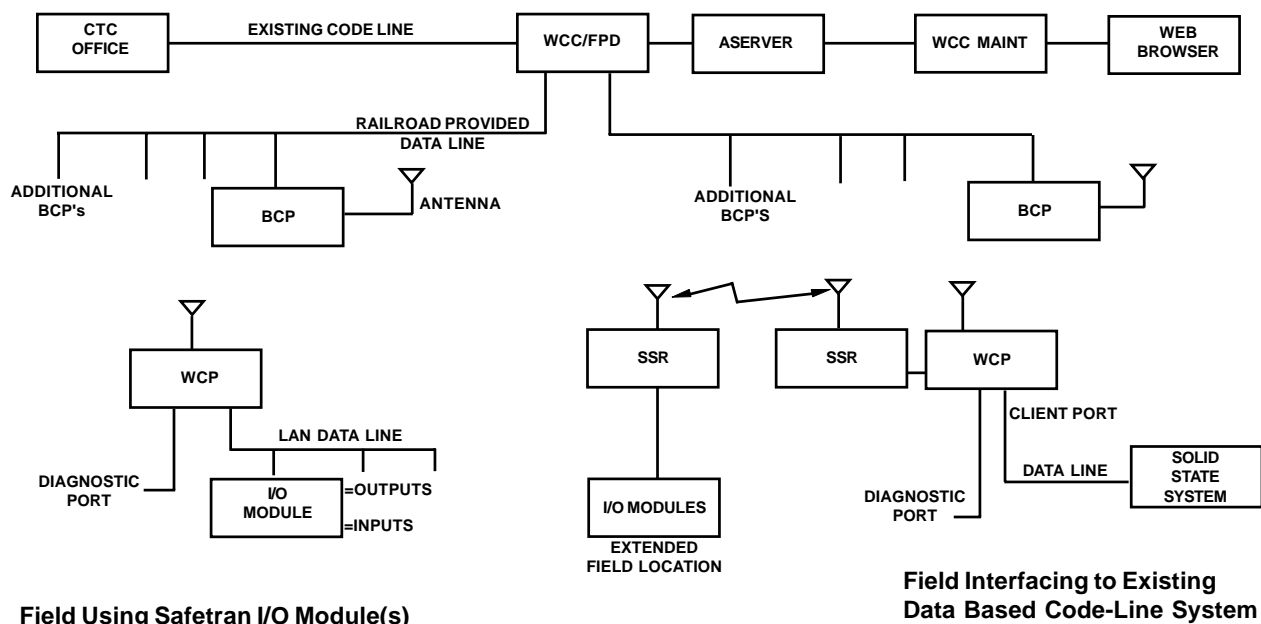 CTC
OFFICE
EXISTING CODE LINE
WCC/FPD
ASERVER
WCC MAINT
WEB
BROWSER
RAILROAD PROVIDED
DATA LINE
ADDITIONAL
BCP's
BCP
ANTENNA
ADDITIONAL
BCP'S
BCP
WCP
LAN DATA LINE
DIAGNOSTIC
PORT
I/O
MODULE
=OUTPUTS
=INPUTS
SSR
SSR
WCP
I/O MODULES
EXTENDED
FIELD LOCATION
CLIENT PORT
DATA LINE
SOLID
STATE
SYSTEM
DIAGNOSTIC
PORT
Field Using Safetran I/O Module(s)
Field Interfacing to Existing
Data Based Code-Line System